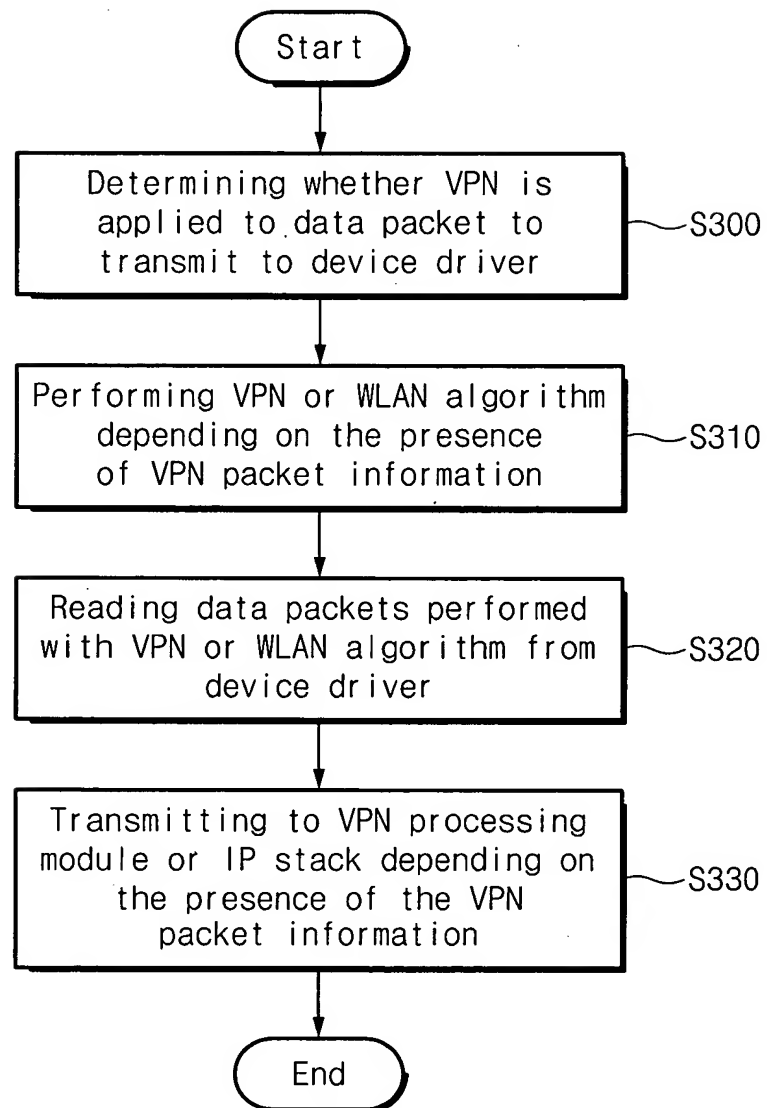 Start
Determining whether VPN is
applied to data packet to
transmit to device driver
S300
Performing VPN or WLAN algorithm
depending on the presence
of VPN packet information
S310
Reading data packets performed
with VPN or WLAN algorithm from
device driver
S320
Transmitting to VPN processing
module or IP stack depending on
the presence of the VPN
packet information
S330
End